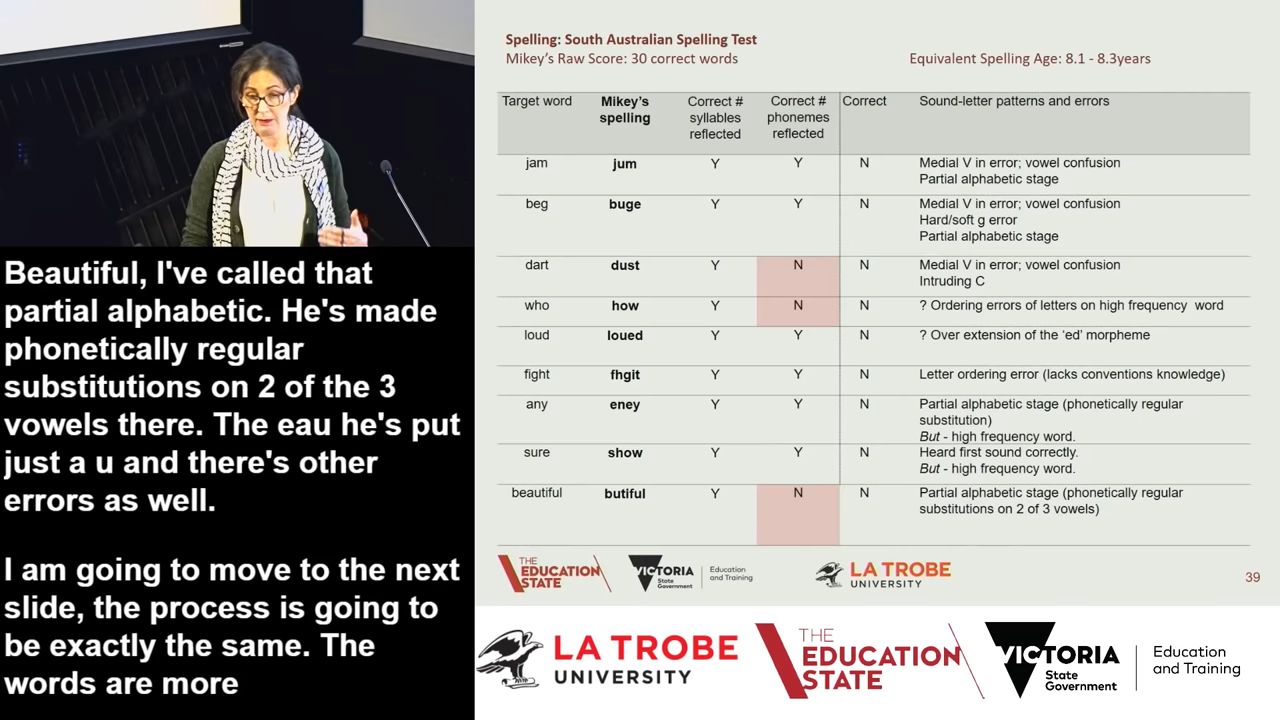 Beautiful, I've called that
partial alphabetic. He's made
phonetically regular
substitutions on 2 of the 3
vowels there. The eau he's put
just a u and there's other
errors as well.
I am going to move to the next
slide, the process is going to
be exactly the same. The
words are more
Spelling: South Australian Spelling Test
Mikey's Raw Score: 30 correct words Equivalent Spelling Age: 8.1 - 8.3years
Target word Mikey's spelling Correct # syllables reflected Correct # phonemes reflected Correct Sound-letter patterns and errors
jam jum Y Y N Medial V in error; vowel confusion
Partial alphabetic stage
beg buge Y Y N Medial V in error; vowel confusion
Hard/soft g error
Partial alphabetic stage
dart dust Y N N Medial V in error; vowel confusion
Intruding C
who how Y N N ? Ordering errors of letters on high frequency word
loud loued Y Y N ? Over extension of the 'ed' morpheme
fight fhgit Y Y N Letter ordering error (lacks conventions knowledge)
any eney Y Y N Partial alphabetic stage (phonetically regular
substitution)
But - high frequency word.
sure show Y Y N Heard first sound correctly.
But - high frequency word.
beautiful butiful Y N N Partial alphabetic stage (phonetically regular
substitutions on 2 of 3 vowels)
THE EDUCATION STATE
VICTORIA State Government
Education and Training
LA TROBE UNIVERSITY
39
LA TROBE
UNIVERSITY
THE
EDUCATION
STATE
VICTORIA
State
Government
Education
and Training